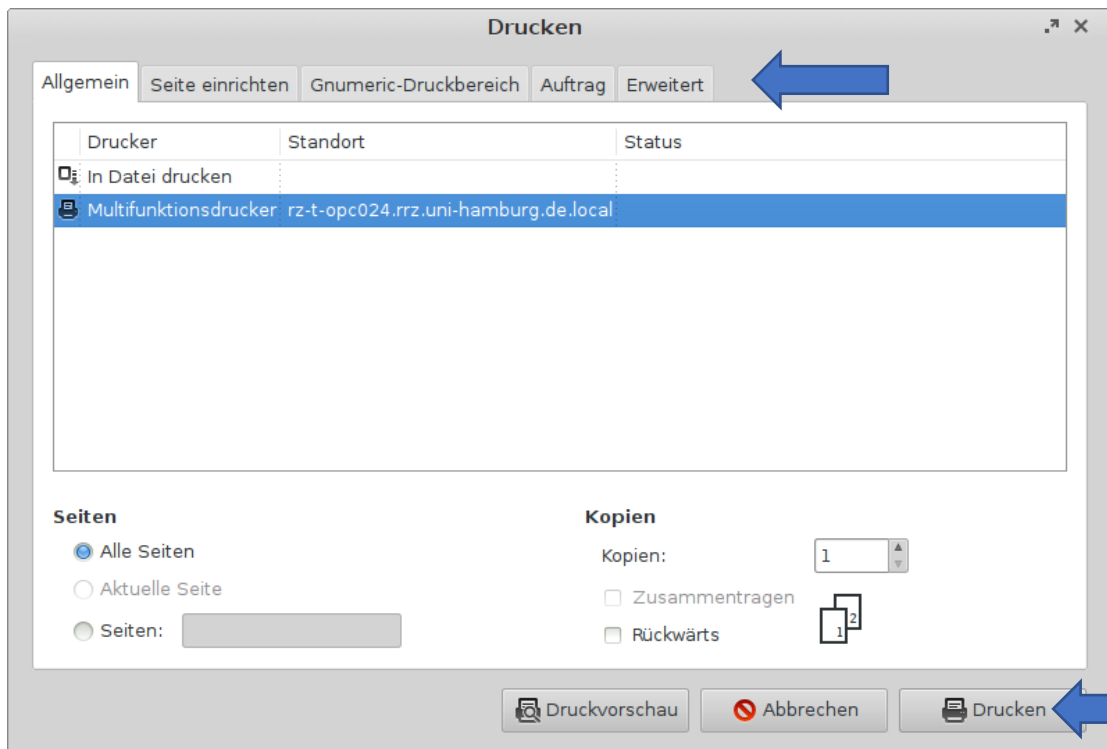 Drucken
Allgemein Seite einrichten Gnumeric-Druckbereich Auftrag Erweitert
Drucker Standort Status
In Datei drucken
Multifunktionsdrucker rz-t-opc024.rrz.uni-hamburg.de.local
Seiten
Alle Seiten
Aktuelle Seite
Seiten:
Kopien
Kopien: 1
Zusammentragen
Rückwärts
1 2
Druckvorschau Abbrechen Drucken